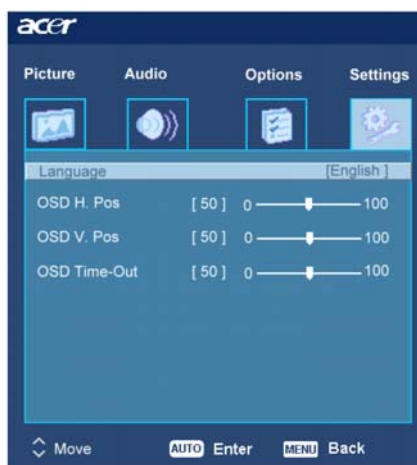 acer
Picture Audio Options Settings
Language [English ]
OSD H. Pos [ 50 ] 0 100
OSD V. Pos [ 50 ] 0 100
OSD Time-Out [ 50 ] 0 100
Move AUTO Enter MENU Back